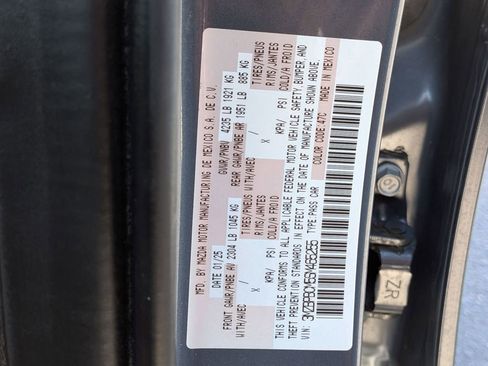 MFD. BY MAZDA MOTOR MANUFACTURING DE MEXICO S.A. DE C.V.
DATE 01/25 GVWR/PNBV 4235 LB 1921 KG
FRONT GAWR/PNBE AV 2304 LB 1045 KG REAR GAWR/PNBE AR 1951 LB 885 KG
TIRES/PNEUS WITH/AVEC / TIRES/PNEUS
RIMS/JANTES X / RIMS/JANTES
COLD/A FROID KPA/ PSI COLD/A FROID
THIS VEHICLE CONFORMS TO ALL APPLICABLE FEDERAL MOTOR VEHICLE SAFETY, BUMPER, AND
THEFT PREVENTION STANDARDS IN EFFECT ON THE DATE OF MANUFACTURE SHOWN ABOVE.
VIN: TYPE PASS CAR COLOR CODE 47C MADE IN MEXICO
ZR